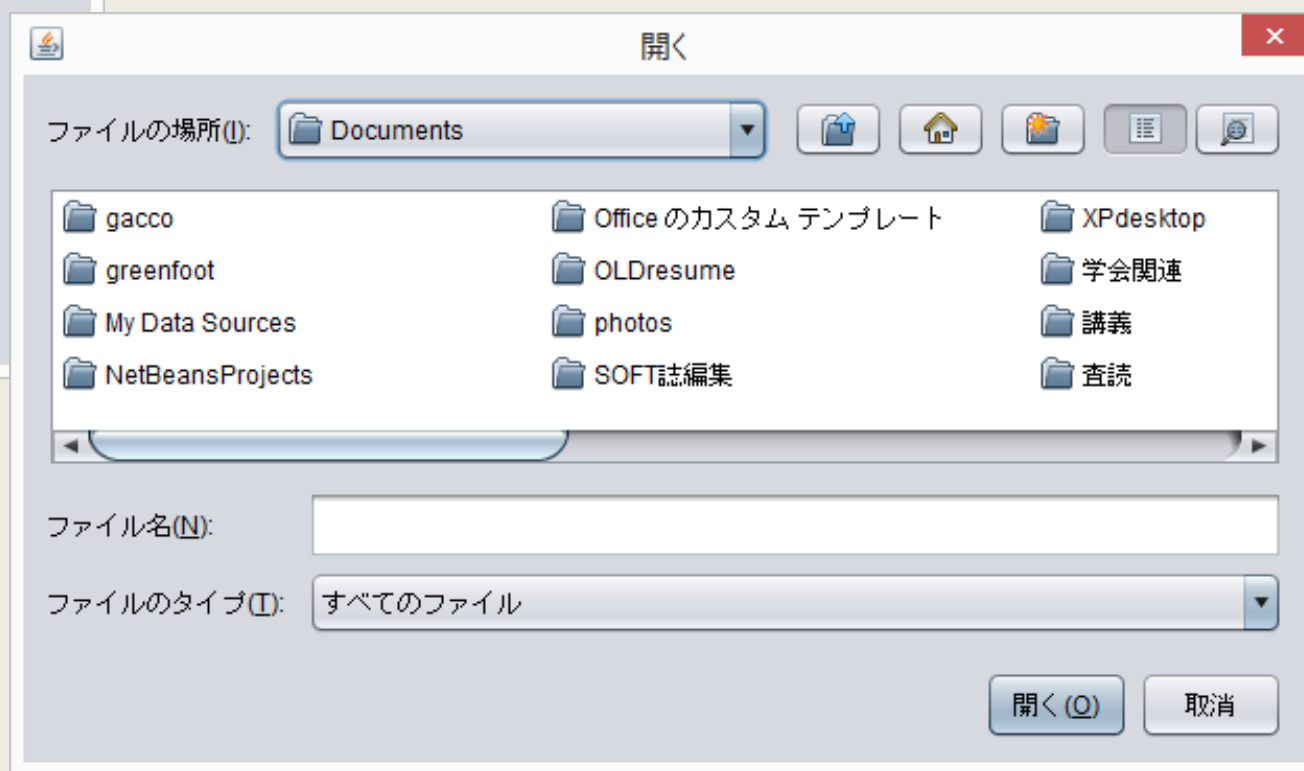 開く
ファイルの場所(I): Documents
gacco Office のカスタム テンプレート XPdesktop
greenfoot OLDresume 学会関連
My Data Sources photos 講義
NetBeansProjects SOFT誌編集 査読
ファイル名(N):
ファイルのタイプ(T): すべてのファイル
開く(O) 取消